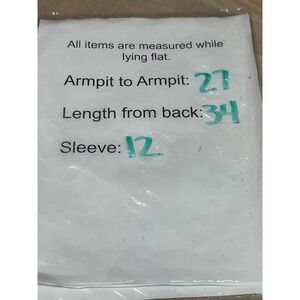 All items are measured while
lying flat.
Armpit to Armpit: 27
Length from back: 34
Sleeve: 12